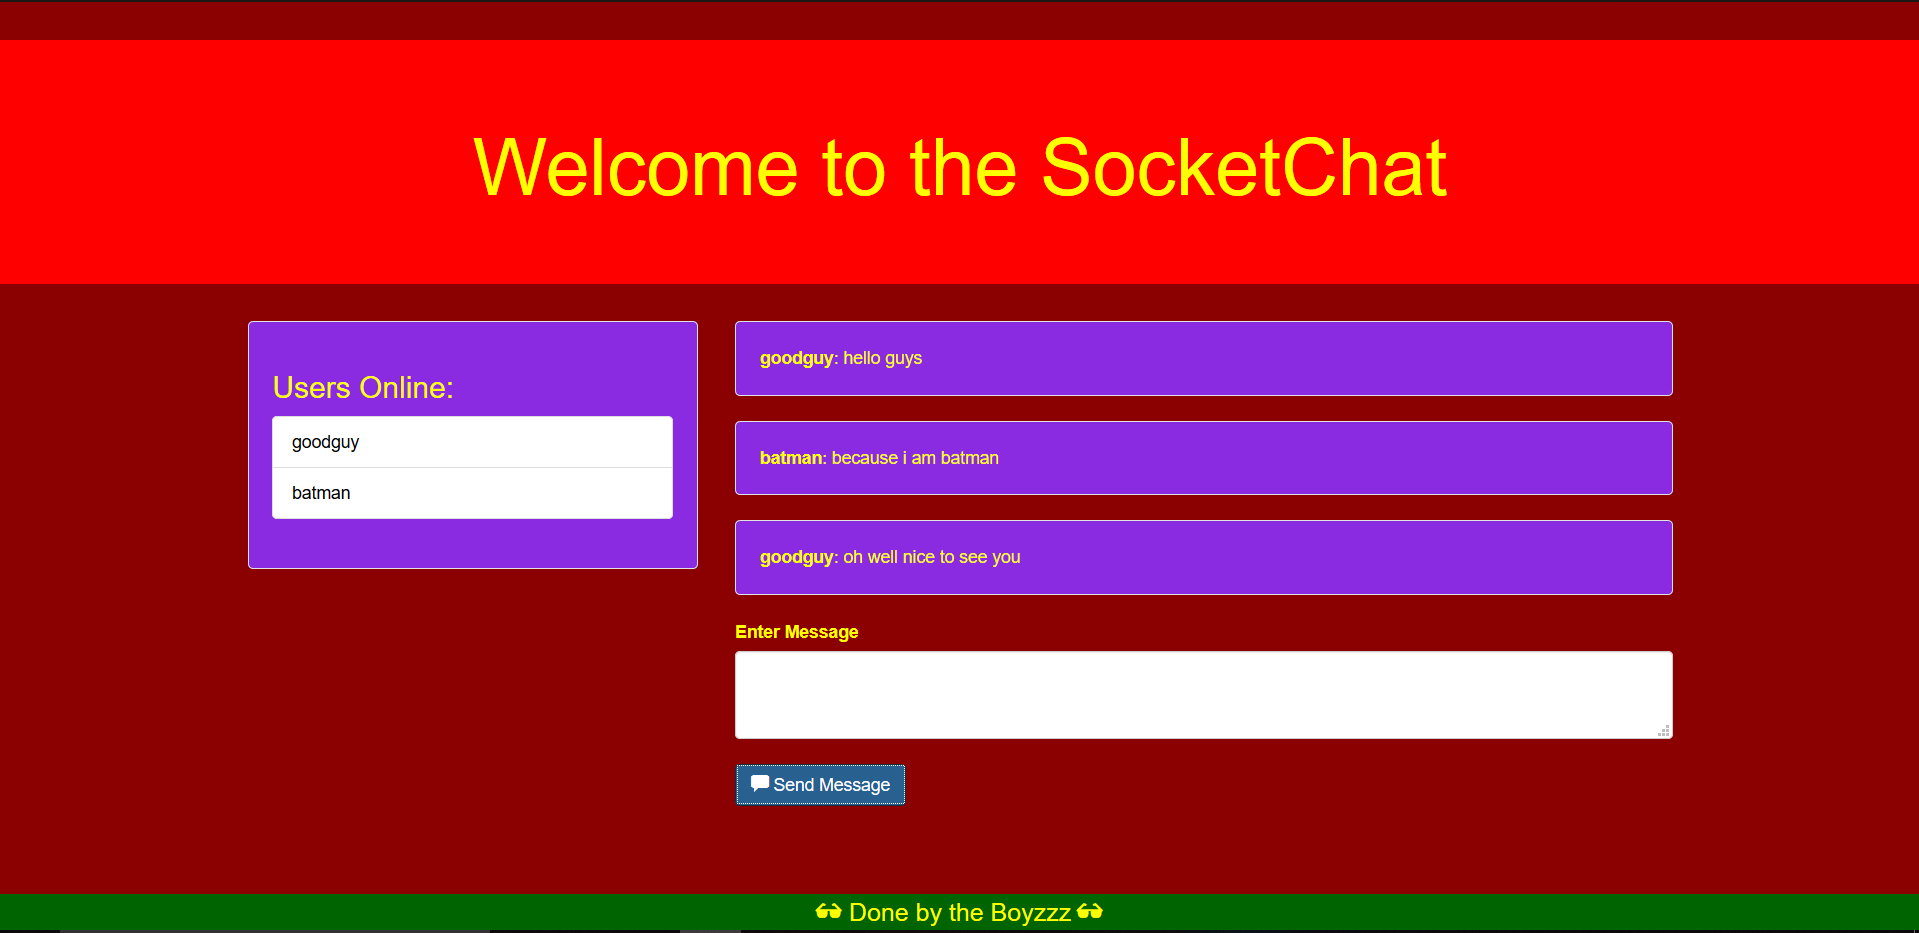 Welcome to the SocketChat
Users Online:
goodguy
batman
goodguy: hello guys
batman: because i am batman
goodguy: oh well nice to see you
Enter Message
Send Message
Done by the Boyzzz